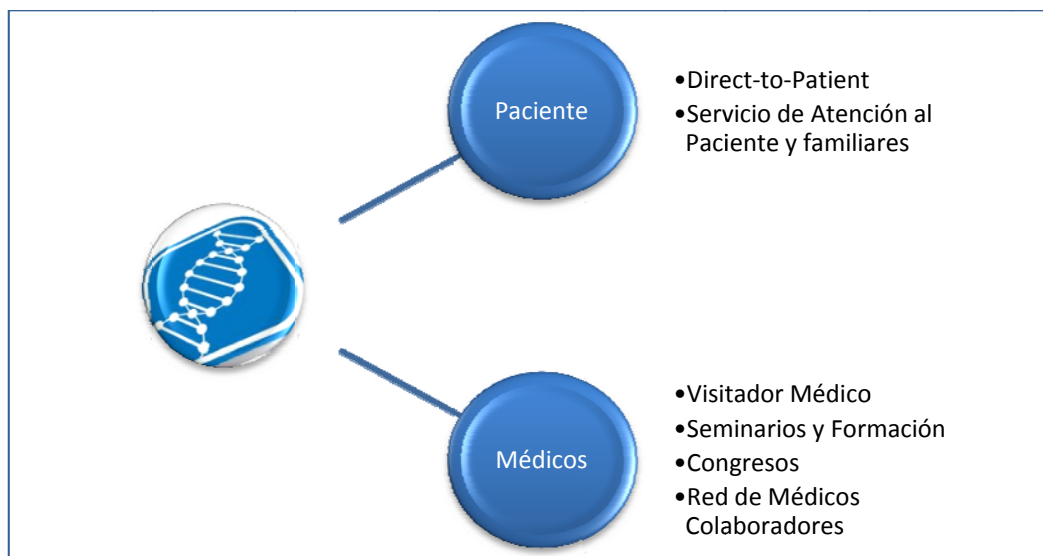 Paciente
•Direct-to-Patient
•Servicio de Atención al
Paciente y familiares
Médicos
•Visitador Médico
•Seminarios y Formación
•Congresos
•Red de Médicos
Colaboradores